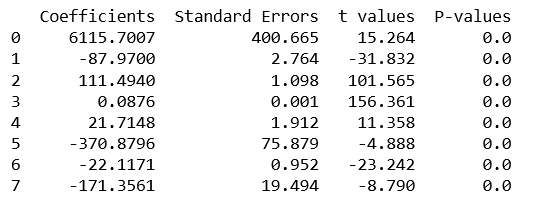 Coefficients Standard Errors t values P-values
0 6115.7007 400.665 15.264 0.0
1 -87.9700 2.764 -31.832 0.0
2 111.4940 1.098 101.565 0.0
3 0.0876 0.001 156.361 0.0
4 21.7148 1.912 11.358 0.0
5 -370.8796 75.879 -4.888 0.0
6 -22.1171 0.952 -23.242 0.0
7 -171.3561 19.494 -8.790 0.0